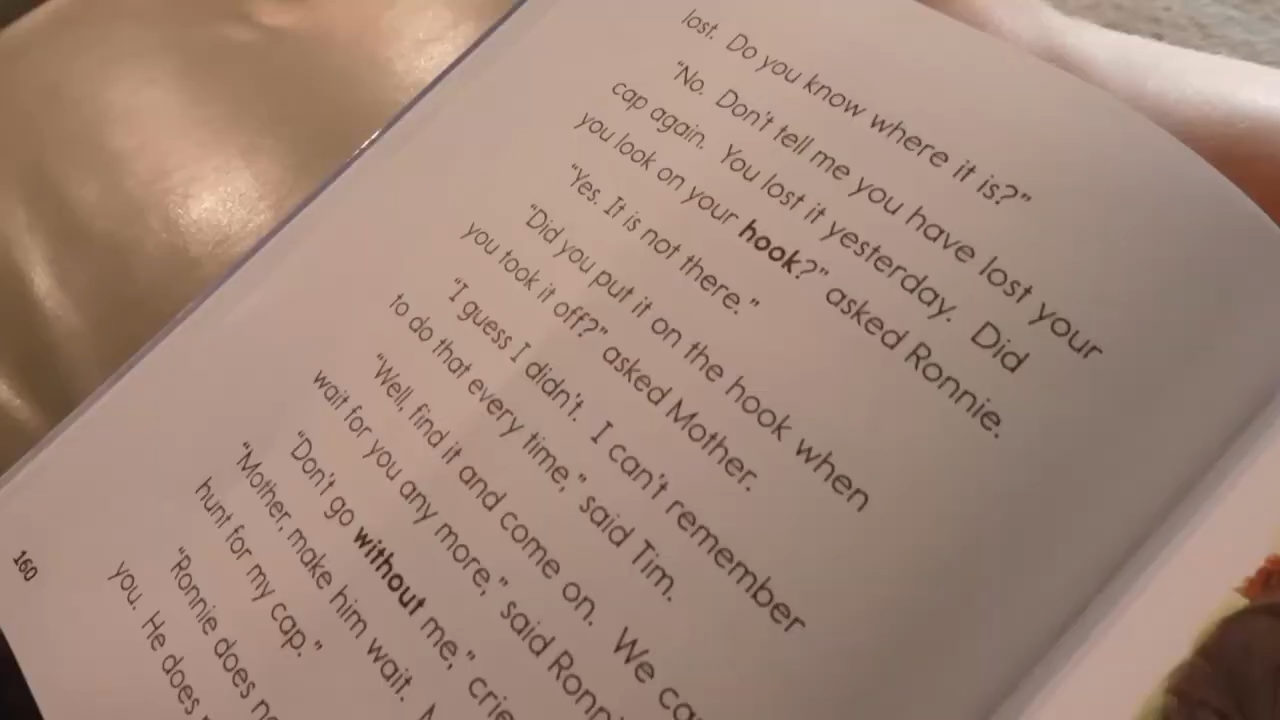 lost. Do you know where it is?"
"No. Don't tell me you have lost your
cap again. You lost it yesterday. Did
you look on your hook?" asked Ronnie.
"Yes. It is not there."
"Did you put it on the hook when
you took it off?" asked Mother.
"I guess I didn't. I can't remember
to do that every time," said Tim.
"Well, find it and come on. We
wait for you any more," said
"Don't go without me,"
"Mother, make him wait.
hunt for my cap."
"Ronnie does
you. He does
160